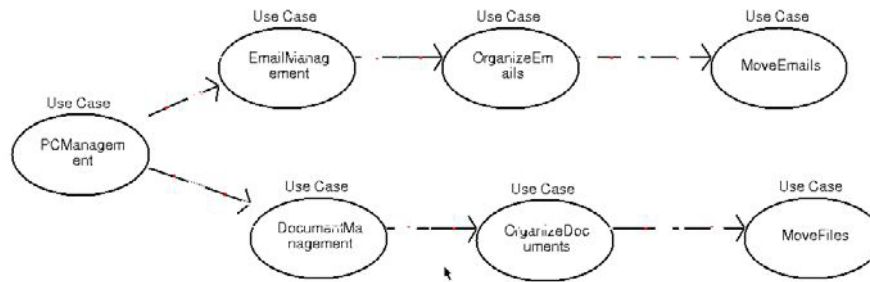 Use Case
EmailManag
ement
Use Case
OrganizeEm
ails
Use Case
MoveEmails
Use Case
PCManagem
ent
Use Case
DocumentMa
nagement
Use Case
OrganizeDoc
uments
Use Case
MoveFiles